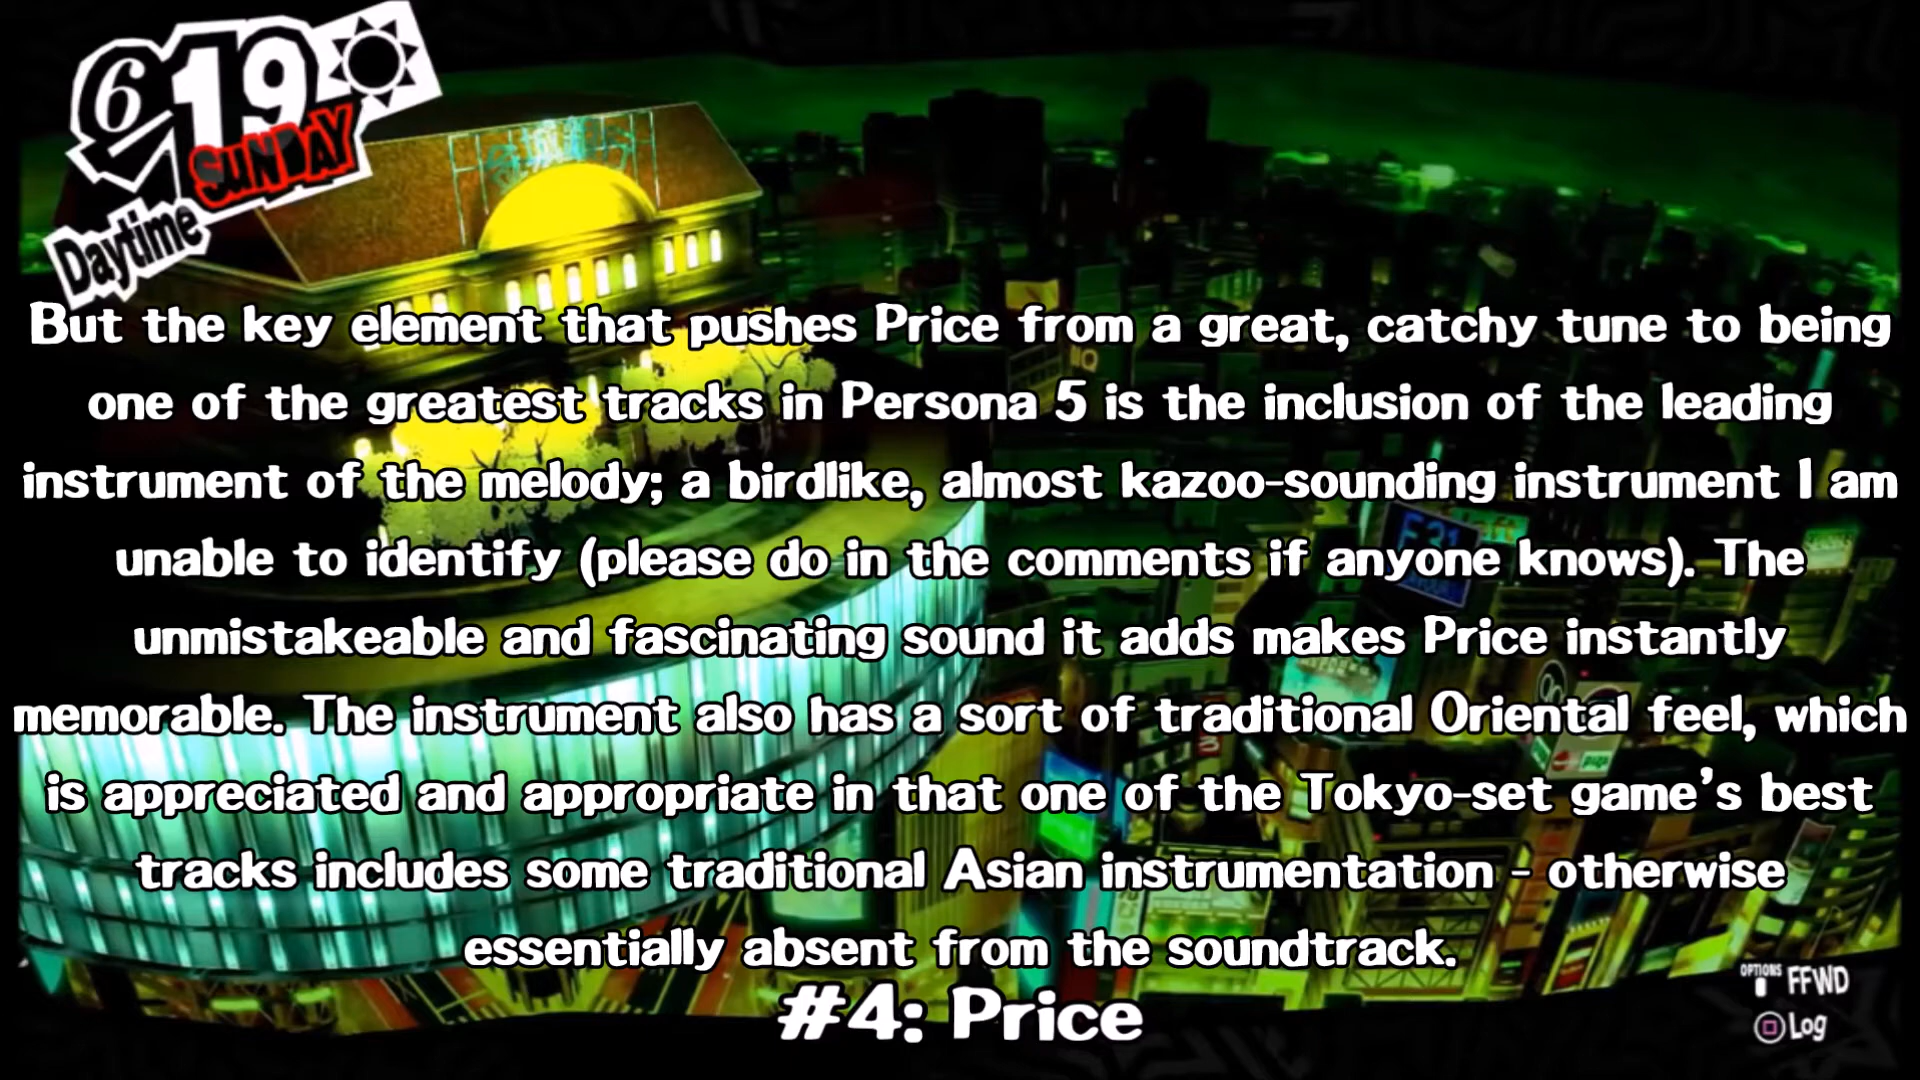 6 19
SUNDAY
Daytime
But the key element that pushes Price from a great, catchy tune to being
one of the greatest tracks in Persona 5 is the inclusion of the leading
instrument of the melody; a birdlike, almost kazoo-sounding instrument I am
unable to identify (please do in the comments if anyone knows). The
unmistakeable and fascinating sound it adds makes Price instantly
memorable. The instrument also has a sort of traditional Oriental feel, which
is appreciated and appropriate in that one of the Tokyo-set game's best
tracks includes some traditional Asian instrumentation - otherwise
essentially absent from the soundtrack.
#4: Price
OPTIONS FFWD
Log